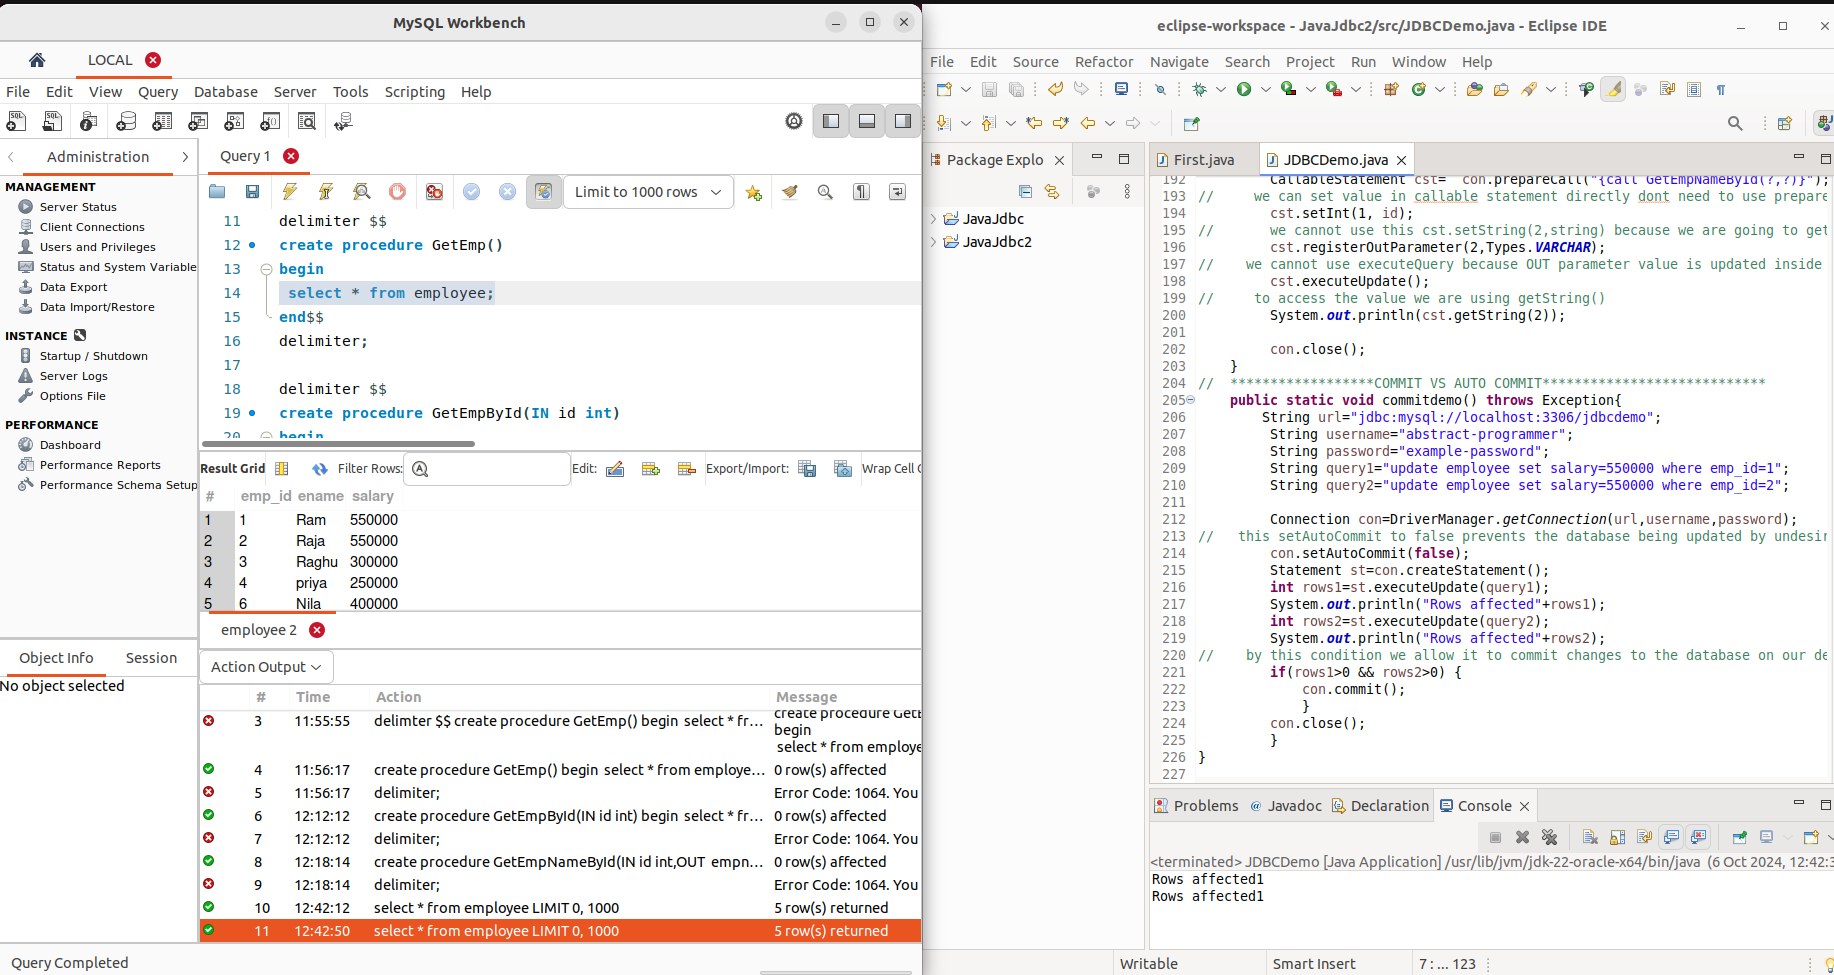 MySQL Workbench
LOCAL
File Edit View Query Database Server Tools Scripting Help
Administration
Query 1
MANAGEMENT
Server Status
Client Connections
Users and Privileges
Status and System Variable
Data Export
Data Import/Restore
INSTANCE
Startup / Shutdown
Server Logs
Options File
PERFORMANCE
Dashboard
Performance Reports
Performance Schema Setup
Object Info Session
No object selected
Limit to 1000 rows
11 delimiter $$
12 create procedure GetEmp()
13 begin
14 select * from employee;
15 end$$
16 delimiter;
17
18 delimiter $$
19 create procedure GetEmpById(IN id int)
20 begin
Result Grid Filter Rows: Edit: Export/Import: Wrap Cell C
# emp_id ename salary
1 1 Ram 550000
2 2 Raja 550000
3 3 Raghu 300000
4 4 priya 250000
5 6 Nila 400000
employee 2
Action Output
# Time Action Message
3 11:55:55 delimter $$ create procedure GetEmp() begin select * fr... create procedure GetE
begin
select * from employe
4 11:56:17 create procedure GetEmp() begin select * from employe... 0 row(s) affected
5 11:56:17 delimiter; Error Code: 1064. You
6 12:12:12 create procedure GetEmpById(IN id int) begin select * fr... 0 row(s) affected
7 12:12:12 delimiter; Error Code: 1064. You
8 12:18:14 create procedure GetEmpNameById(IN id int,OUT empn... 0 row(s) affected
9 12:18:14 delimiter; Error Code: 1064. You
10 12:42:12 select * from employee LIMIT 0, 1000 5 row(s) returned
11 12:42:50 select * from employee LIMIT 0, 1000 5 row(s) returned
Query Completed
eclipse-workspace - JavaJdbc2/src/JDBCDemo.java - Eclipse IDE
File Edit Source Refactor Navigate Search Project Run Window Help
Package Explo
JavaJdbc
JavaJdbc2
First.java JDBCDemo.java
192 CallableStatement cst= con.prepareCall("{call GetEmpNameById(?,?)}");
193 // we can set value in callable statement directly dont need to use prepare
194 cst.setInt(1, id);
195 // we cannot use this cst.setString(2,string) because we are going to get
196 cst.registerOutParameter(2,Types.VARCHAR);
197 // we cannot use executeQuery because OUT parameter value is updated inside
198 cst.executeUpdate();
199 // to access the value we are using getString()
200 System.out.println(cst.getString(2));
201
202 con.close();
203 }
204 // ******************COMMIT VS AUTO COMMIT****************************
205 public static void commitdemo() throws Exception{
206 String url="jdbc:mysql://localhost:3306/jdbcdemo";
207 String username="abstract-programmer";
208 String password="example-password";
209 String query1="update employee set salary=550000 where emp_id=1";
210 String query2="update employee set salary=550000 where emp_id=2";
211
212 Connection con=DriverManager.getConnection(url,username,password);
213 // this setAutoCommit to false prevents the database being updated by undesir
214 con.setAutoCommit(false);
215 Statement st=con.createStatement();
216 int rows1=st.executeUpdate(query1);
217 System.out.println("Rows affected"+rows1);
218 int rows2=st.executeUpdate(query2);
219 System.out.println("Rows affected"+rows2);
220 // by this condition we allow it to commit changes to the database on our de
221 if(rows1>0 && rows2>0) {
222 con.commit();
223 }
224 con.close();
225 }
226 }
227
Problems Javadoc Declaration Console
<terminated> JDBCDemo [Java Application] /usr/lib/jvm/jdk-22-oracle-x64/bin/java (6 Oct 2024, 12:42:3
Rows affected1
Rows affected1
Writable Smart Insert 7 : ... 123